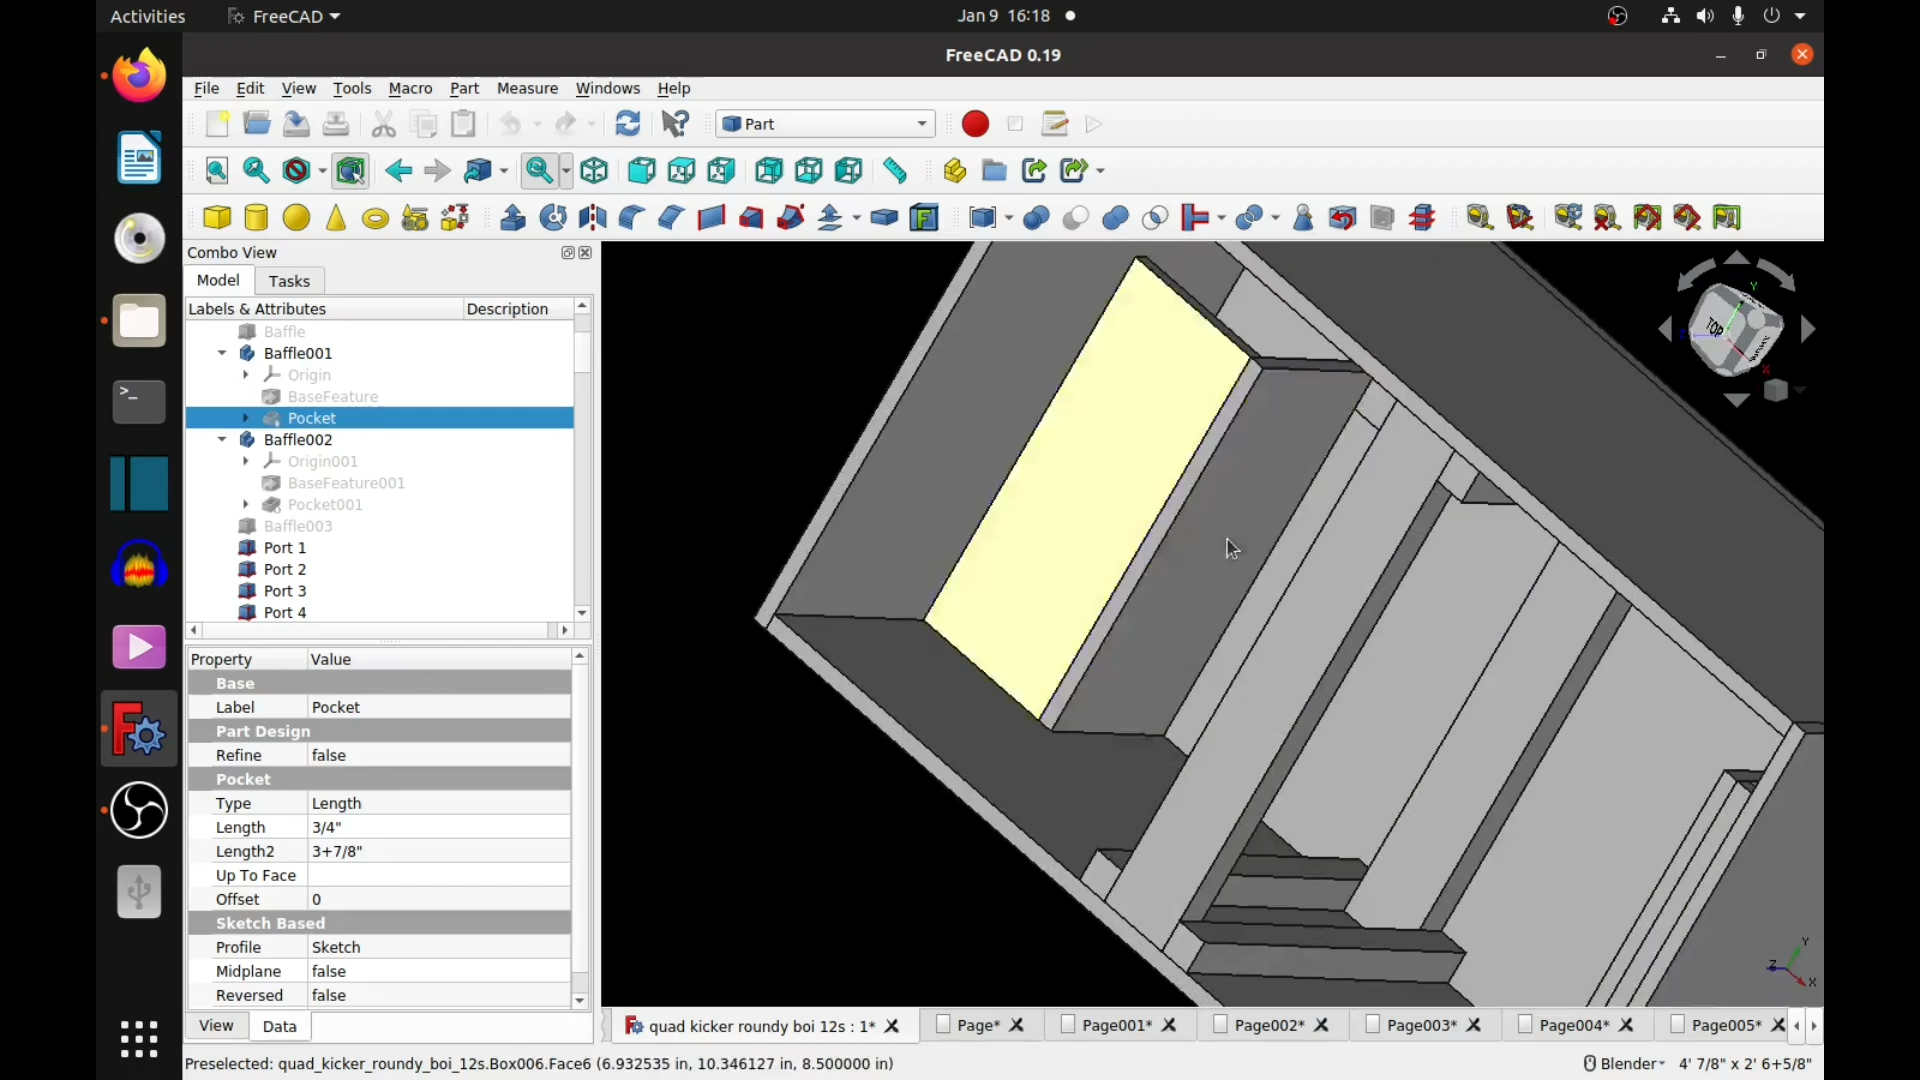 Activities FreeCAD Jan 9 16:18
FreeCAD 0.19
File Edit View Tools Macro Part Measure Windows Help
Part
Combo View
Model Tasks
Labels & Attributes Description
Baffle
Baffle001
Origin
BaseFeature
Pocket
Baffle002
Origin001
BaseFeature001
Pocket001
Baffle003
Port 1
Port 2
Port 3
Port 4
TOP
Y
X
Property Value
Base
Label Pocket
Part Design
Refine false
Pocket
Type Length
Length 3/4"
Length2 3+7/8"
Up To Face
Offset 0
Sketch Based
Profile Sketch
Midplane false
Reversed false
Y
Z
X
View Data
quad kicker roundy boi 12s : 1* Page* Page001* Page002* Page003* Page004* Page005*
Preselected: quad_kicker_roundy_boi_12s.Box006.Face6 (6.932535 in, 10.346127 in, 8.500000 in) Blender 4' 7/8" x 2' 6+5/8"